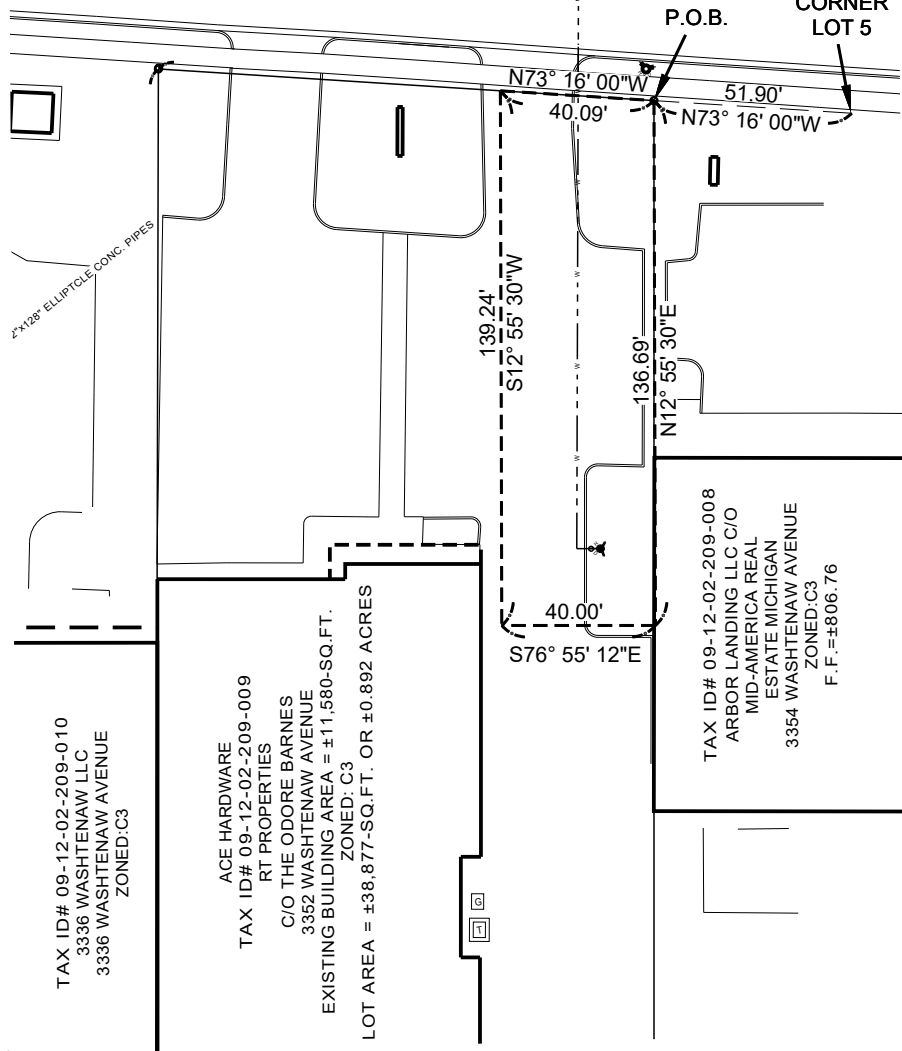 CORNER
LOT 5
P.O.B.
N73° 16' 00"W
40.09'
51.90'
N73° 16' 00"W
2"x128" ELLIPTCLE CONC. PIPES
139.24'
S12° 55' 30"W
136.69'
N12° 55' 30"E
W
W
W
W
40.00'
S76° 55' 12"E
TAX ID# 09-12-02-209-010
3336 WASHTENAW LLC
3336 WASHTENAW AVENUE
ZONED:C3
ACE HARDWARE
TAX ID# 09-12-02-209-009
RT PROPERTIES
C/O THE ODORE BARNES
3352 WASHTENAW AVENUE
EXISTING BUILDING AREA = ±11,580-SQ.FT.
ZONED: C3
LOT AREA = ±38,877-SQ.FT. OR ±0.892 ACRES
TAX ID# 09-12-02-209-008
ARBOR LANDING LLC C/O
MID-AMERICA REAL
ESTATE MICHIGAN
3354 WASHTENAW AVENUE
ZONED:C3
F.F.=±806.76
G
T